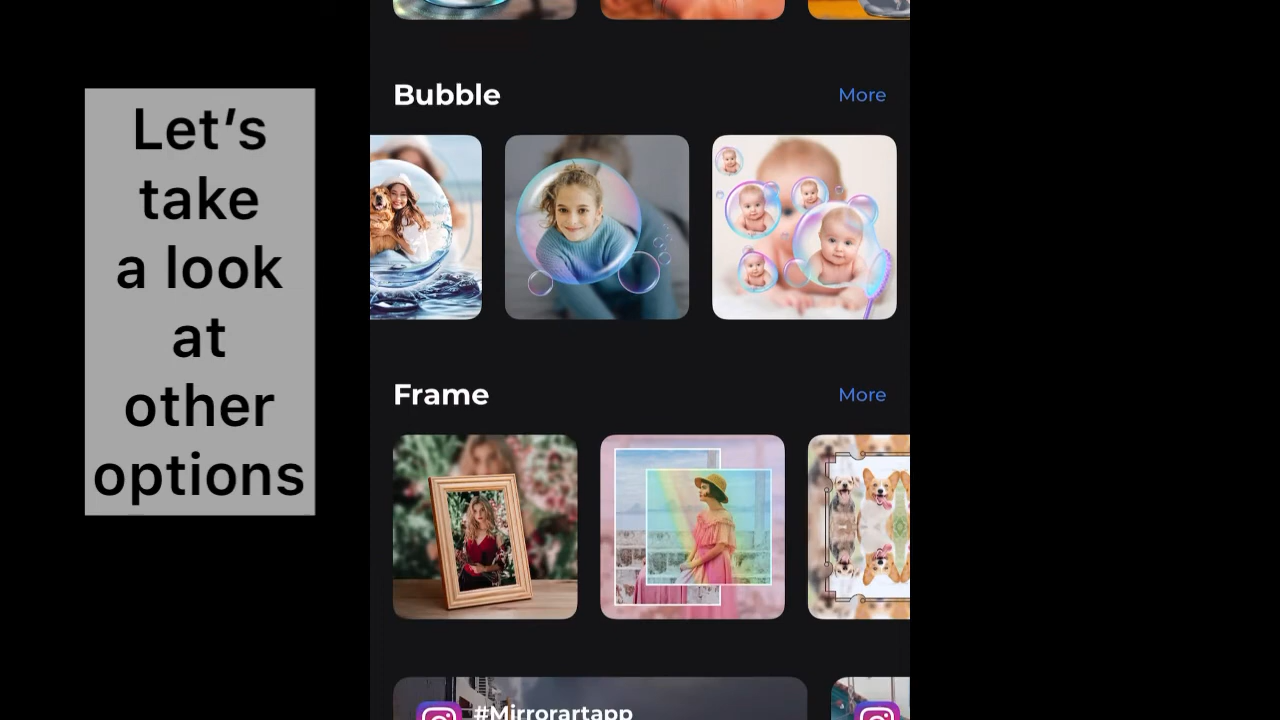 Let’s
take
a look
at
other
options
Bubble
More
Frame
More
#Mirrorartapp